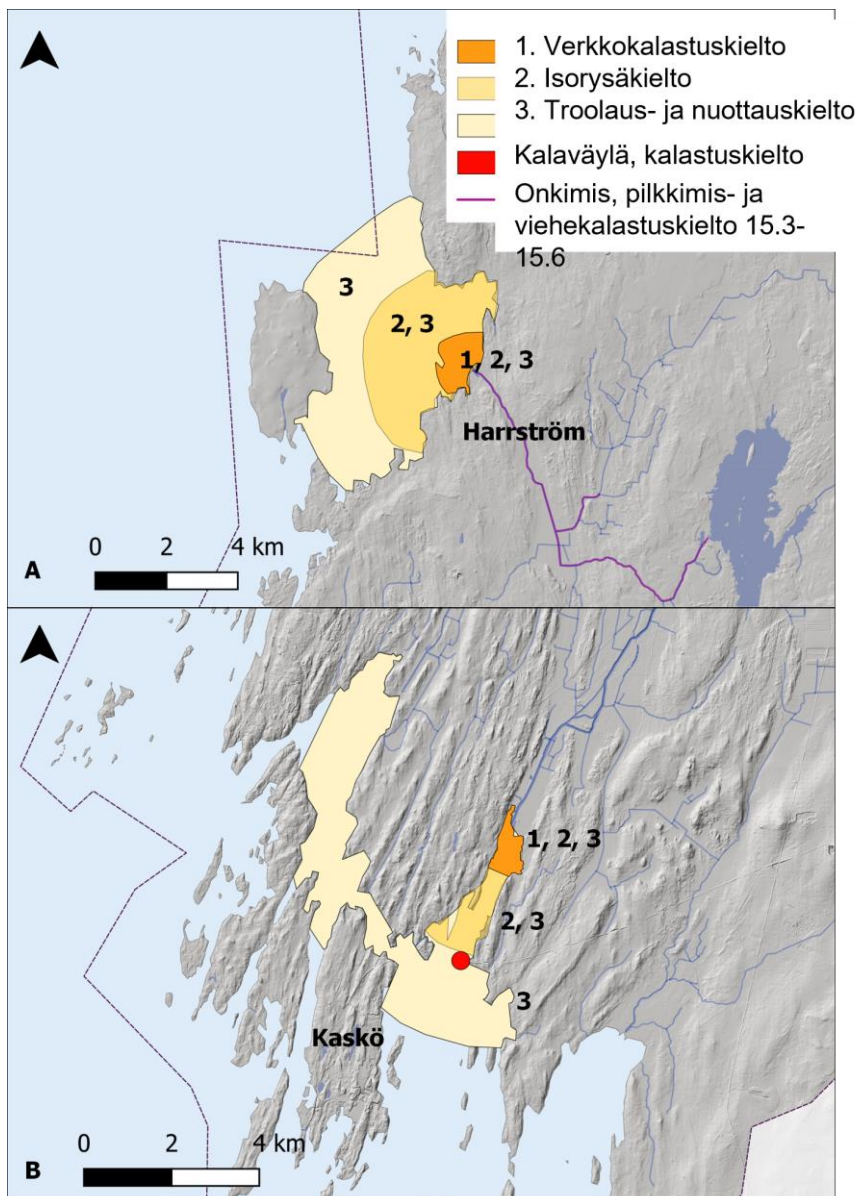 1. Verkkokalastuskielto
2. Isorysäkielto
3. Troolaus- ja nuottauskielto
Kalaväylä, kalastuskielto
Onkimis, pilkkimis- ja
viehekalastuskielto 15.3-
15.6
3
2, 3
1, 2, 3
Harrström
0 2 4 km
A
1, 2, 3
2, 3
3
Kaskö
0 2 4 km
B